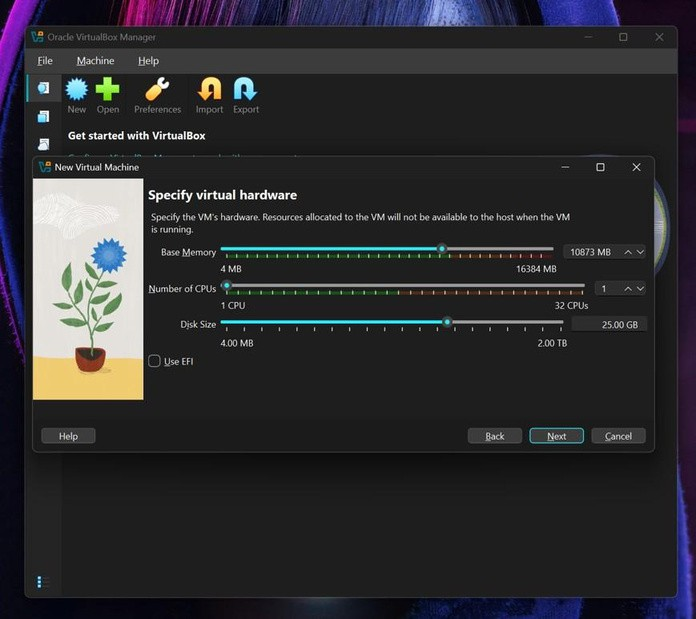 Oracle VirtualBox Manager
File Machine Help
New Open Preferences Import Export
Get started with VirtualBox
New Virtual Machine
Specify virtual hardware
Specify the VM's hardware. Resources allocated to the VM will not be available to the host when the VM
is running.
Base Memory 10873 MB
4 MB 16384 MB
Number of CPUs 1
1 CPU 32 CPUs
Disk Size 25.00 GB
4.00 MB 2.00 TB
Use EFI
Help Back Next Cancel